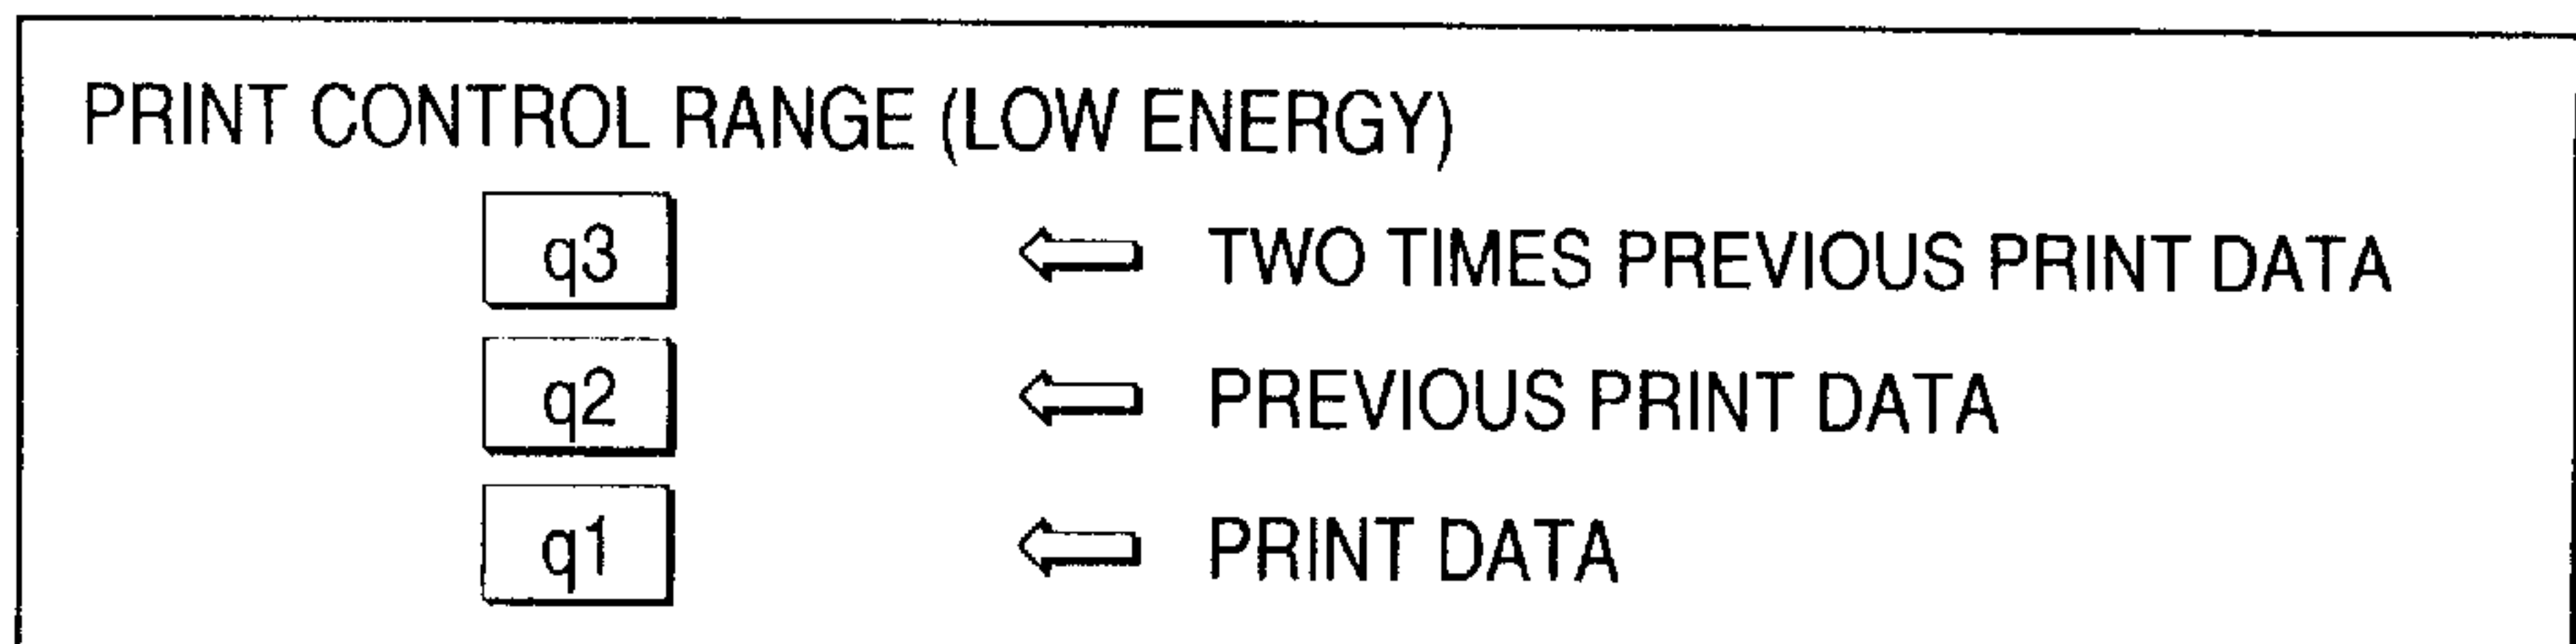 PRINT CONTROL RANGE (LOW ENERGY)
q3 TWO TIMES PREVIOUS PRINT DATA
q2 PREVIOUS PRINT DATA
q1 PRINT DATA